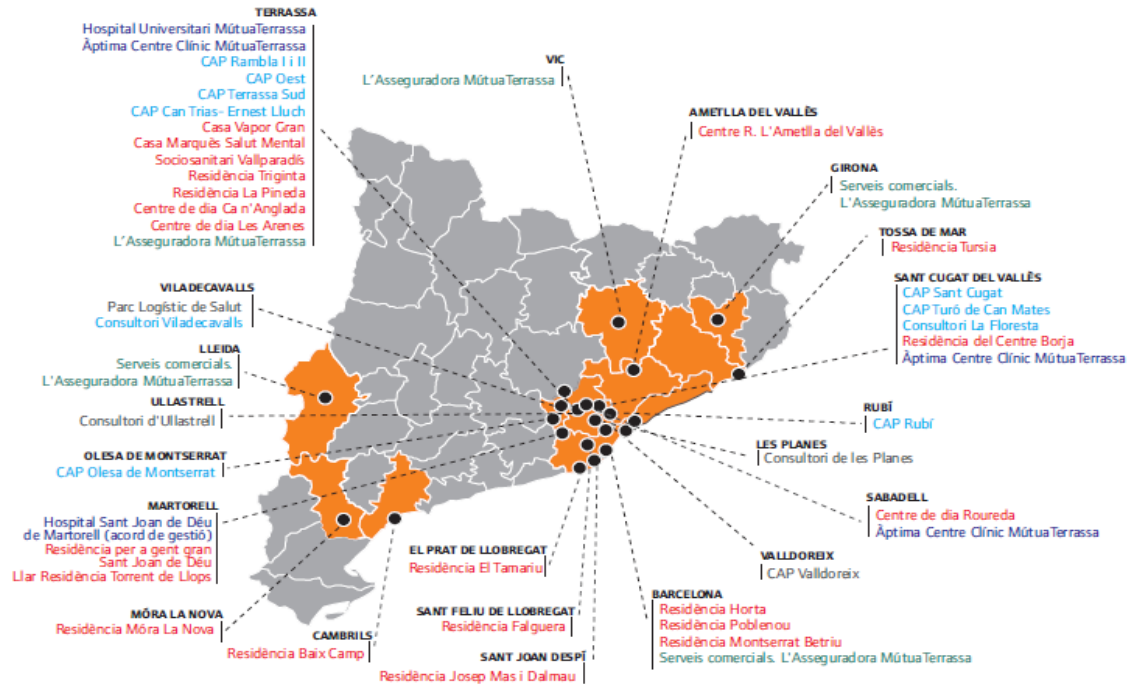 TERRASSA
Hospital Universitari MútuaTerrassa
Àptima Centre Clínic MútuaTerrassa
CAP Rambla I i II
CAP Oest
CAP Terrassa Sud
CAP Can Trias- Ernest Lluch
Casa Vapor Gran
Casa Marquès Salut Mental
Sociosanitari Vallparadís
Residència Triginta
Residència La Pineda
Centre de dia Ca n'Anglada
Centre de dia Les Arenes
L'Asseguradora MútuaTerrassa
VIC
L'Asseguradora MútuaTerrassa
AMETLLA DEL VALLÈS
Centre R. L'Ametlla del Vallès
GIRONA
Serveis comercials.
L'Asseguradora MútuaTerrassa
TOSSA DE MAR
Residència Tursia
SANT CUGAT DEL VALLÈS
CAP Sant Cugat
CAP Turó de Can Mates
Consultori La Floresta
Residència del Centre Borja
Àptima Centre Clínic MútuaTerrassa
VILADECAVALLS
Parc Logístic de Salut
Consultori Viladecavalls
LLEIDA
Serveis comercials.
L'Asseguradora MútuaTerrassa
ULLASTRELL
Consultori d'Ullastrell
OLESA DE MONTSERRAT
CAP Olesa de Montserrat
MARTORELL
Hospital Sant Joan de Déu
de Martorell (acord de gestió)
Residència per a gent gran
Sant Joan de Déu
Llar Residència Torrent de Llops
MÓRA LA NOVA
Residència Móra La Nova
CAMBRILS
Residència Baix Camp
EL PRAT DE LLOBREGAT
Residència El Tamariu
SANT FELIU DE LLOBREGAT
Residència Falguera
SANT JOAN DESPÍ
Residència Josep Mas i Dalmau
BARCELONA
Residència Horta
Residència Poblenou
Residència Montserrat Betriu
Serveis comercials. L'Asseguradora MútuaTerrassa
VALLDOREIX
CAP Valldoreix
SABADELL
Centre de dia Roureda
Àptima Centre Clínic MútuaTerrassa
LES PLANES
Consultori de les Planes
RUBÍ
CAP Rubí